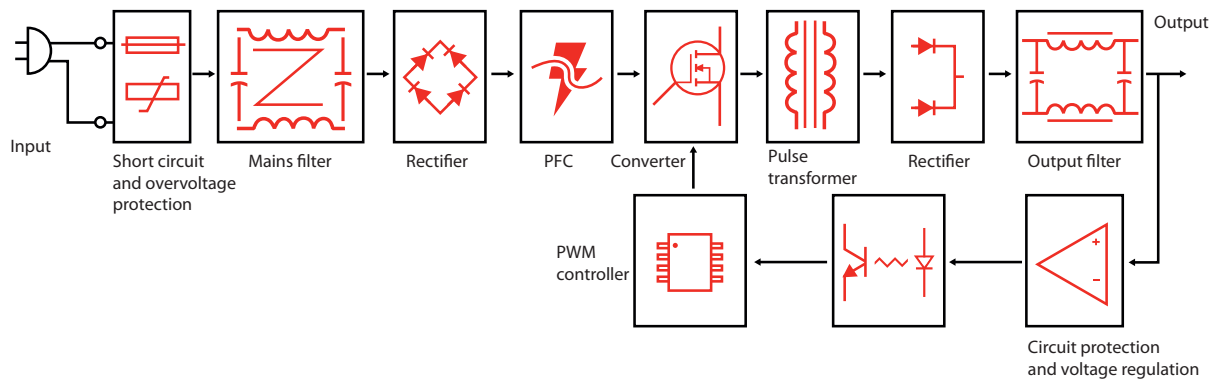 Output
Input
Short circuit
and overvoltage
protection
Mains filter
Rectifier
PFC
Converter
Pulse
transformer
Rectifier
Output filter
PWM
controller
+
−
Circuit protection
and voltage regulation